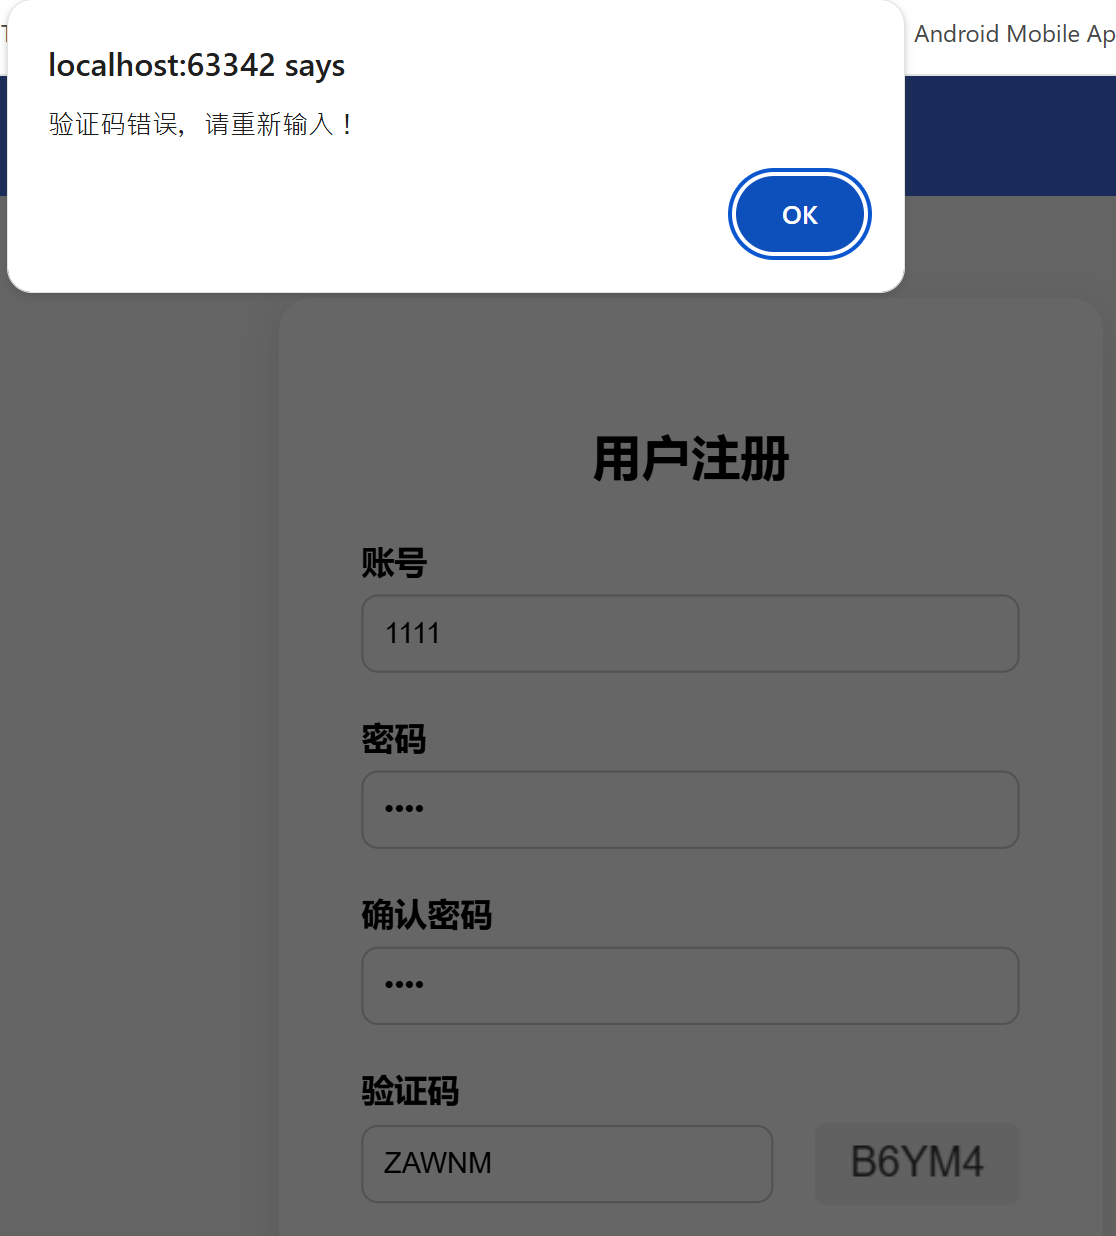 Android Mobile Ap
localhost:63342 says
验证码错误，请重新输入！
OK
用户注册
账号
1111
密码
••••
确认密码
••••
验证码
ZAWNM
B6YM4